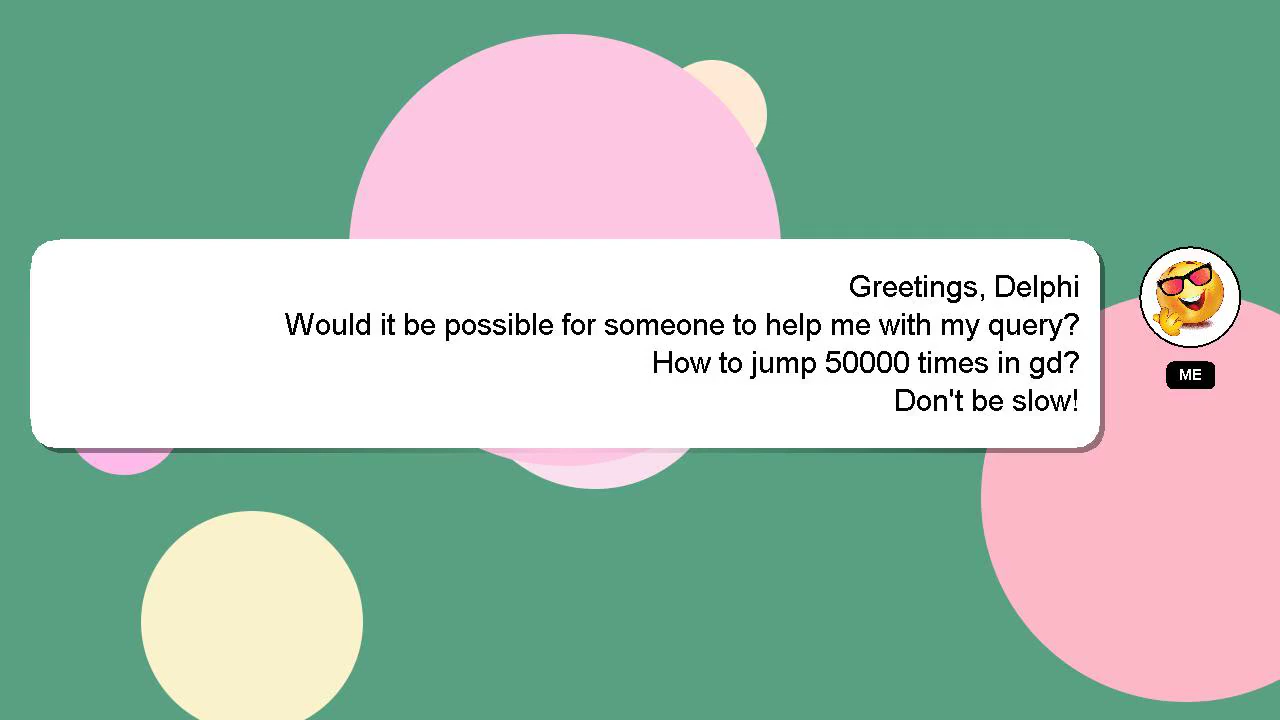 Greetings, Delphi
Would it be possible for someone to help me with my query?
How to jump 50000 times in gd?
Don't be slow!
ME